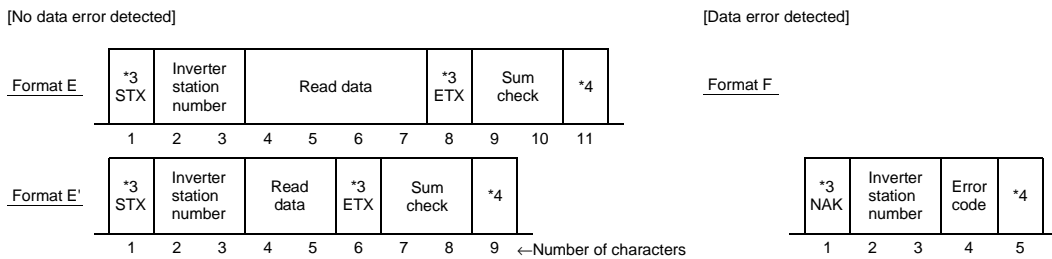 [No data error detected]
[Data error detected]
Format E
*3 STX
Inverter station number
Read data
*3 ETX
Sum check
*4
1 2 3 4 5 6 7 8 9 10 11
Format F
Format E'
*3 STX
Inverter station number
Read data
*3 ETX
Sum check
*4
1 2 3 4 5 6 7 8 9 ←Number of characters
*3 NAK
Inverter station number
Error code
*4
1 2 3 4 5